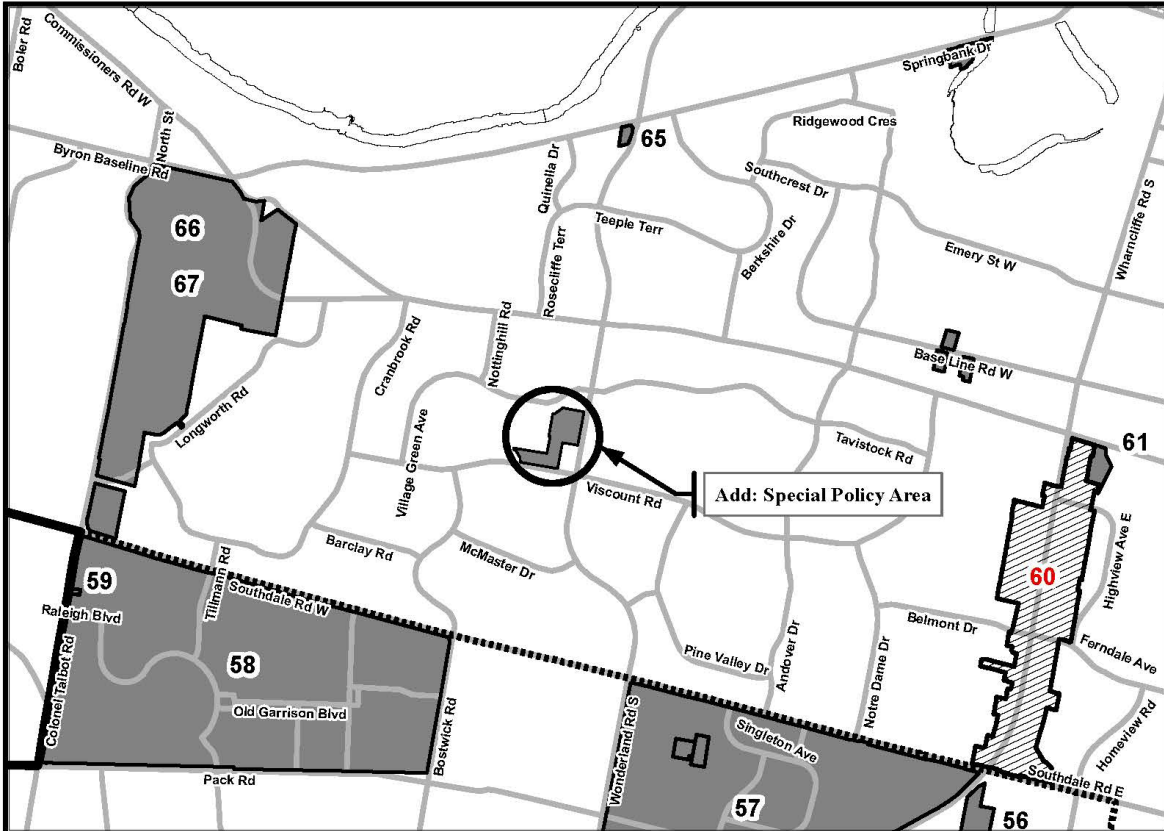 Boler Rd
Commissioners Rd W
North St
Byron Baseline Rd
Springbank Dr
Ridgewood Cres
65
Quinella Dr
Southcrest Dr
Teeple Terr
Berkshire Dr
Rosecliffe Terr
Emery St W
Wharncliffe Rd S
66
67
Nottinghill Rd
Cranbrook Rd
Base Line Rd W
Longworth Rd
Village Green Ave
Tavistock Rd
61
Viscount Rd
Add: Special Policy Area
Barclay Rd
McMaster Dr
Highview Ave E
60
59
Tillmann Rd
Southdale Rd W
Raleigh Blvd
Belmont Dr
Ferndale Ave
Colonel Talbot Rd
58
Pine Valley Dr
Andover Dr
Notre Dame Dr
Old Garrison Blvd
Bostwick Rd
Wonderland Rd S
Singleton Ave
Homeview Rd
Pack Rd
Southdale Rd E
57
56